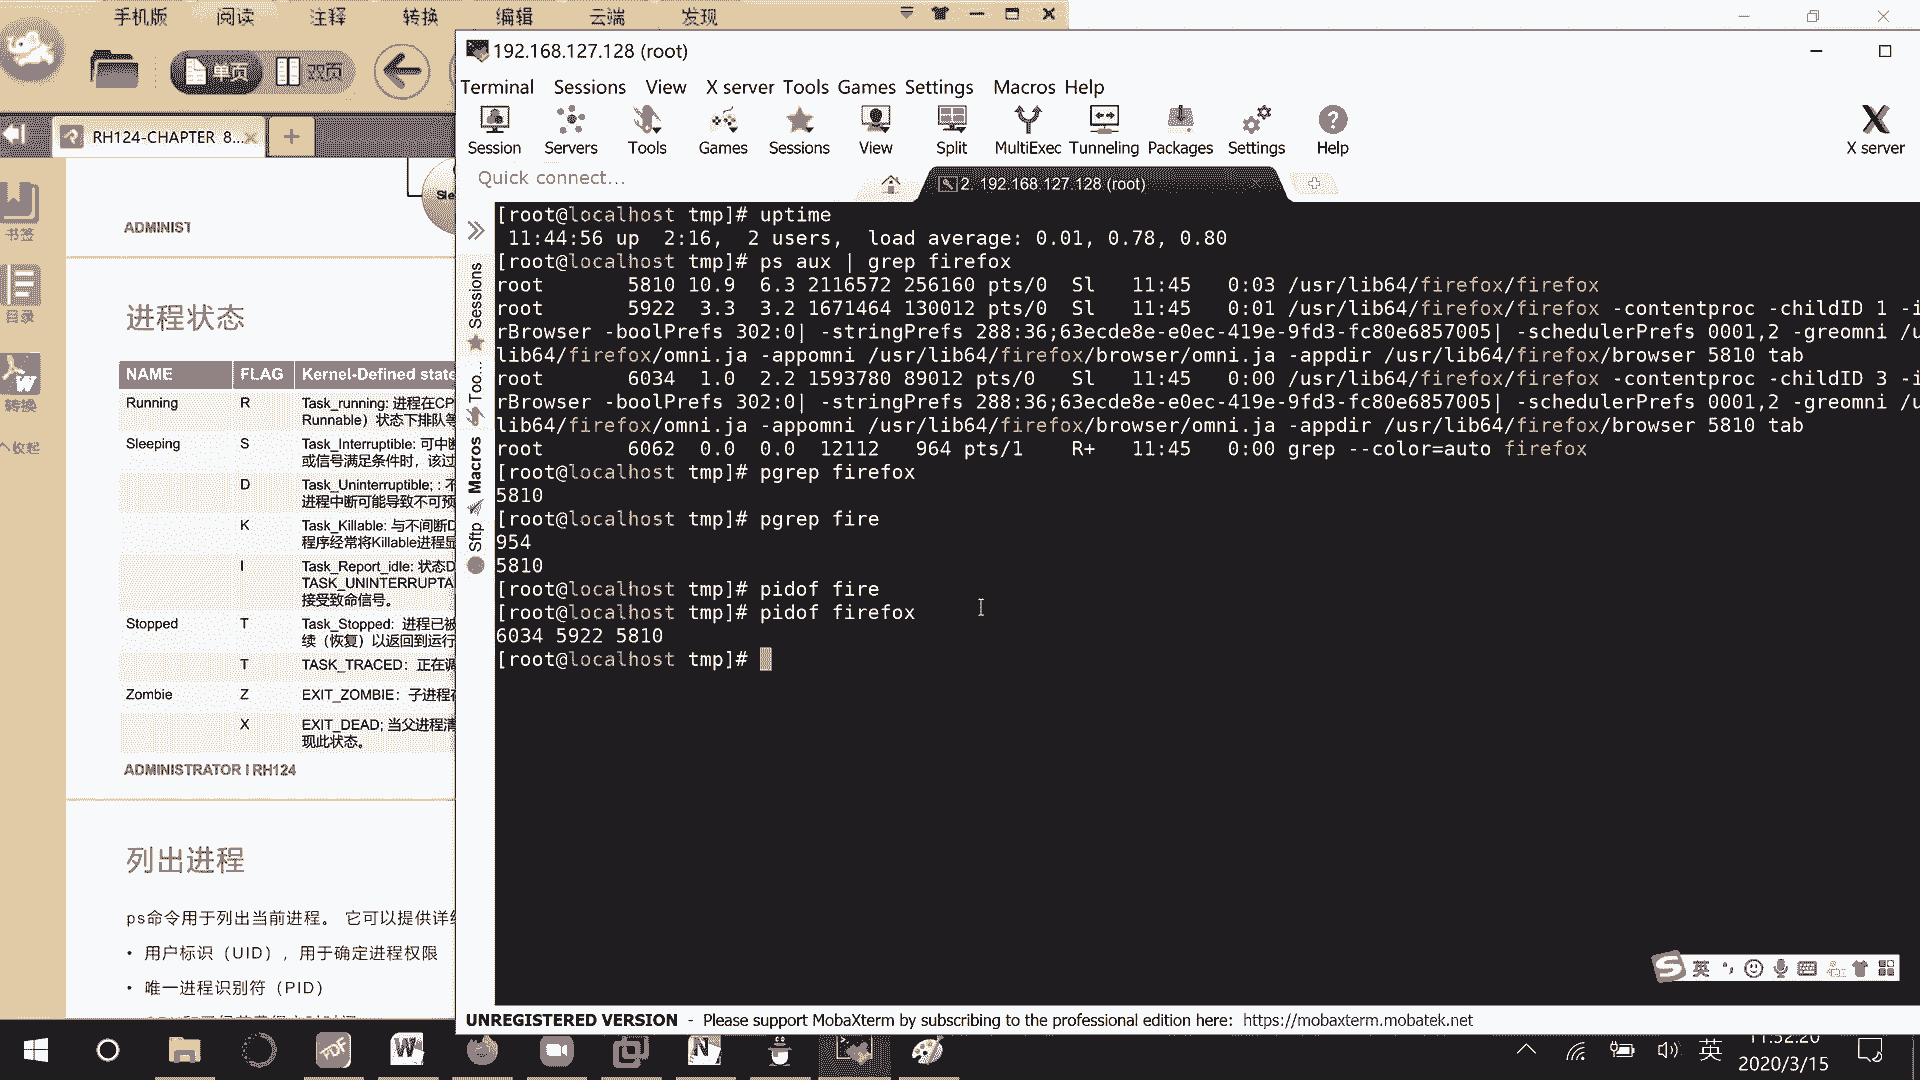 手机版 阅读 注释 转换 编辑 云端 发现
单页 双页
RH124-CHAPTER 8...
书签
目录
转换
收起
ADMINIST
进程状态
NAME FLAG Kernel-Defined state
Running R Task_running: 进程在CP
Runnable）状态下排队等
Sleeping S Task_Interruptible: 可中断
或信号满足条件时，该过
D Task_Uninterruptible; : 不
进程中断可能导致不可预
K Task_Killable: 与不间断D
程序经常将Killable进程显
I Task_Report_idle: 状态D
TASK_UNINTERRUPTA
接受致命信号。
Stopped T Task_Stopped: 进程已被
续（恢复）以返回到运行
T TASK_TRACED：正在调
Zombie Z EXIT_ZOMBIE：子进程在
X EXIT_DEAD; 当父进程清
现此状态。
ADMINISTRATOR I RH124
列出进程
ps命令用于列出当前进程。 它可以提供详细
• 用户标识（UID），用于确定进程权限
• 唯一进程识别符（PID）
192.168.127.128 (root)
Terminal Sessions View X server Tools Games Settings Macros Help
Session Servers Tools Games Sessions View Split MultiExec Tunneling Packages Settings Help X server
Quick connect...
2. 192.168.127.128 (root)
Sessions
Too...
Macros
Sftp
[root@localhost tmp]# uptime
 11:44:56 up  2:16,  2 users,  load average: 0.01, 0.78, 0.80
[root@localhost tmp]# ps aux | grep firefox
root       5810 10.9  6.3 2116572 256160 pts/0  Sl   11:45   0:03 /usr/lib64/firefox/firefox
root       5922  3.3  3.2 1671464 130012 pts/0  Sl   11:45   0:01 /usr/lib64/firefox/firefox -contentproc -childID 1 -i
rBrowser -boolPrefs 302:0| -stringPrefs 288:36;63ecde8e-e0ec-419e-9fd3-fc80e6857005| -schedulerPrefs 0001,2 -greomni /u
lib64/firefox/omni.ja -appomni /usr/lib64/firefox/browser/omni.ja -appdir /usr/lib64/firefox/browser 5810 tab
root       6034  1.0  2.2 1593780 89012 pts/0   Sl   11:45   0:00 /usr/lib64/firefox/firefox -contentproc -childID 3 -i
rBrowser -boolPrefs 302:0| -stringPrefs 288:36;63ecde8e-e0ec-419e-9fd3-fc80e6857005| -schedulerPrefs 0001,2 -greomni /u
lib64/firefox/omni.ja -appomni /usr/lib64/firefox/browser/omni.ja -appdir /usr/lib64/firefox/browser 5810 tab
root       6062  0.0  0.0  12112   964 pts/1    R+   11:45   0:00 grep --color=auto firefox
[root@localhost tmp]# pgrep firefox
5810
[root@localhost tmp]# pgrep fire
954
5810
[root@localhost tmp]# pidof fire
[root@localhost tmp]# pidof firefox
6034 5922 5810
[root@localhost tmp]#
英
UNREGISTERED VERSION - Please support MobaXterm by subscribing to the professional edition here: https://mobaxterm.mobatek.net
英
11:52:20
2020/3/15